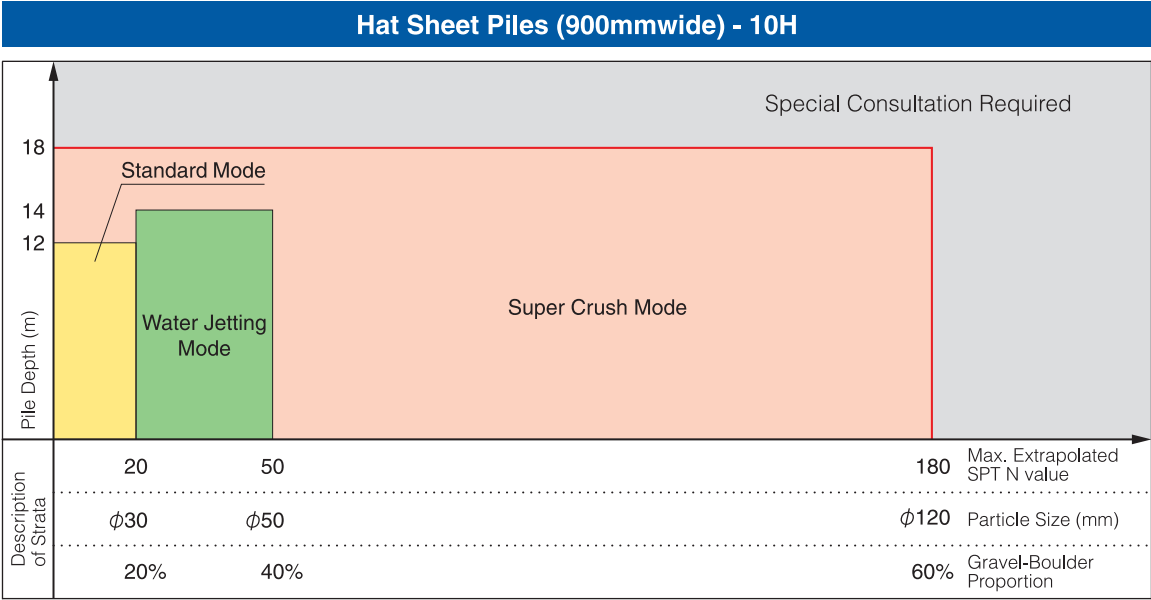 Hat Sheet Piles (900mmwide) - 10H
Special Consultation Required
18
Standard Mode
14
12
Super Crush Mode
Water Jetting
Mode
Pile Depth (m)
20 50 180 Max. Extrapolated
SPT N value
Description
of Strata
ϕ30 ϕ50 ϕ120 Particle Size (mm)
20% 40% 60% Gravel-Boulder
Proportion